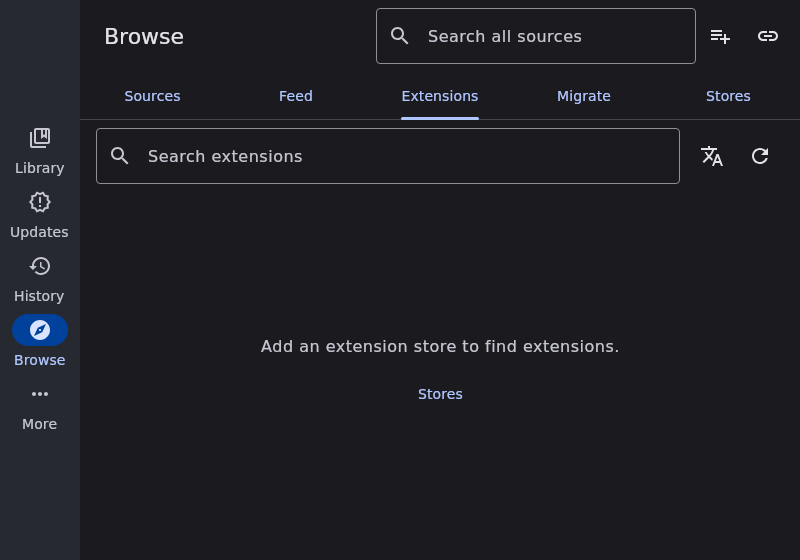 Browse
Search all sources
Sources
Feed
Extensions
Migrate
Stores
Search extensions
Library
Updates
History
Browse
More
Add an extension store to find extensions.
Stores